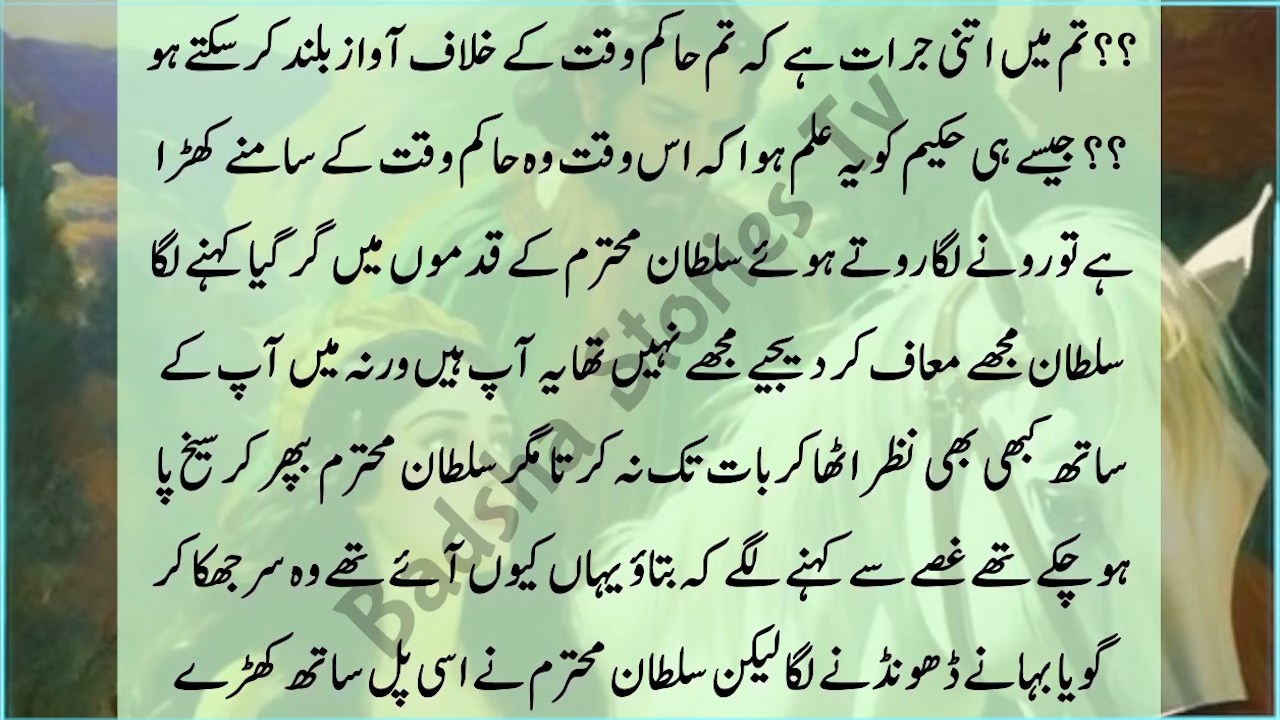 ؟؟ تم میں اتنی جرات ہے کہ تم حاکم وقت کے خلاف آواز بلند کر سکتے ہو
؟؟ جیسے ہی حکیم کو یہ علم ہوا کہ اس وقت وہ حاکم وقت کے سامنے کھڑا
ہے تو رونے لگا روتے ہوئے سلطان محترم کے قدموں میں گر گیا کہنے لگا
سلطان مجھے معاف کر دیجیے مجھے نہیں تھا یہ آپ ہیں ورنہ میں آپ کے
ساتھ کبھی بھی نظر اٹھا کر بات تک نہ کرتا مگر سلطان محترم بپھر کر سیخ پا
ہو چکے تھے غصے سے کہنے لگے کہ بتاؤ یہاں کیوں آئے تھے وہ سر جھکا کر
گویا بہانے ڈھونڈنے لگا لیکن سلطان محترم نے اسی پل ساتھ کھڑے
Badsha Stories Tv